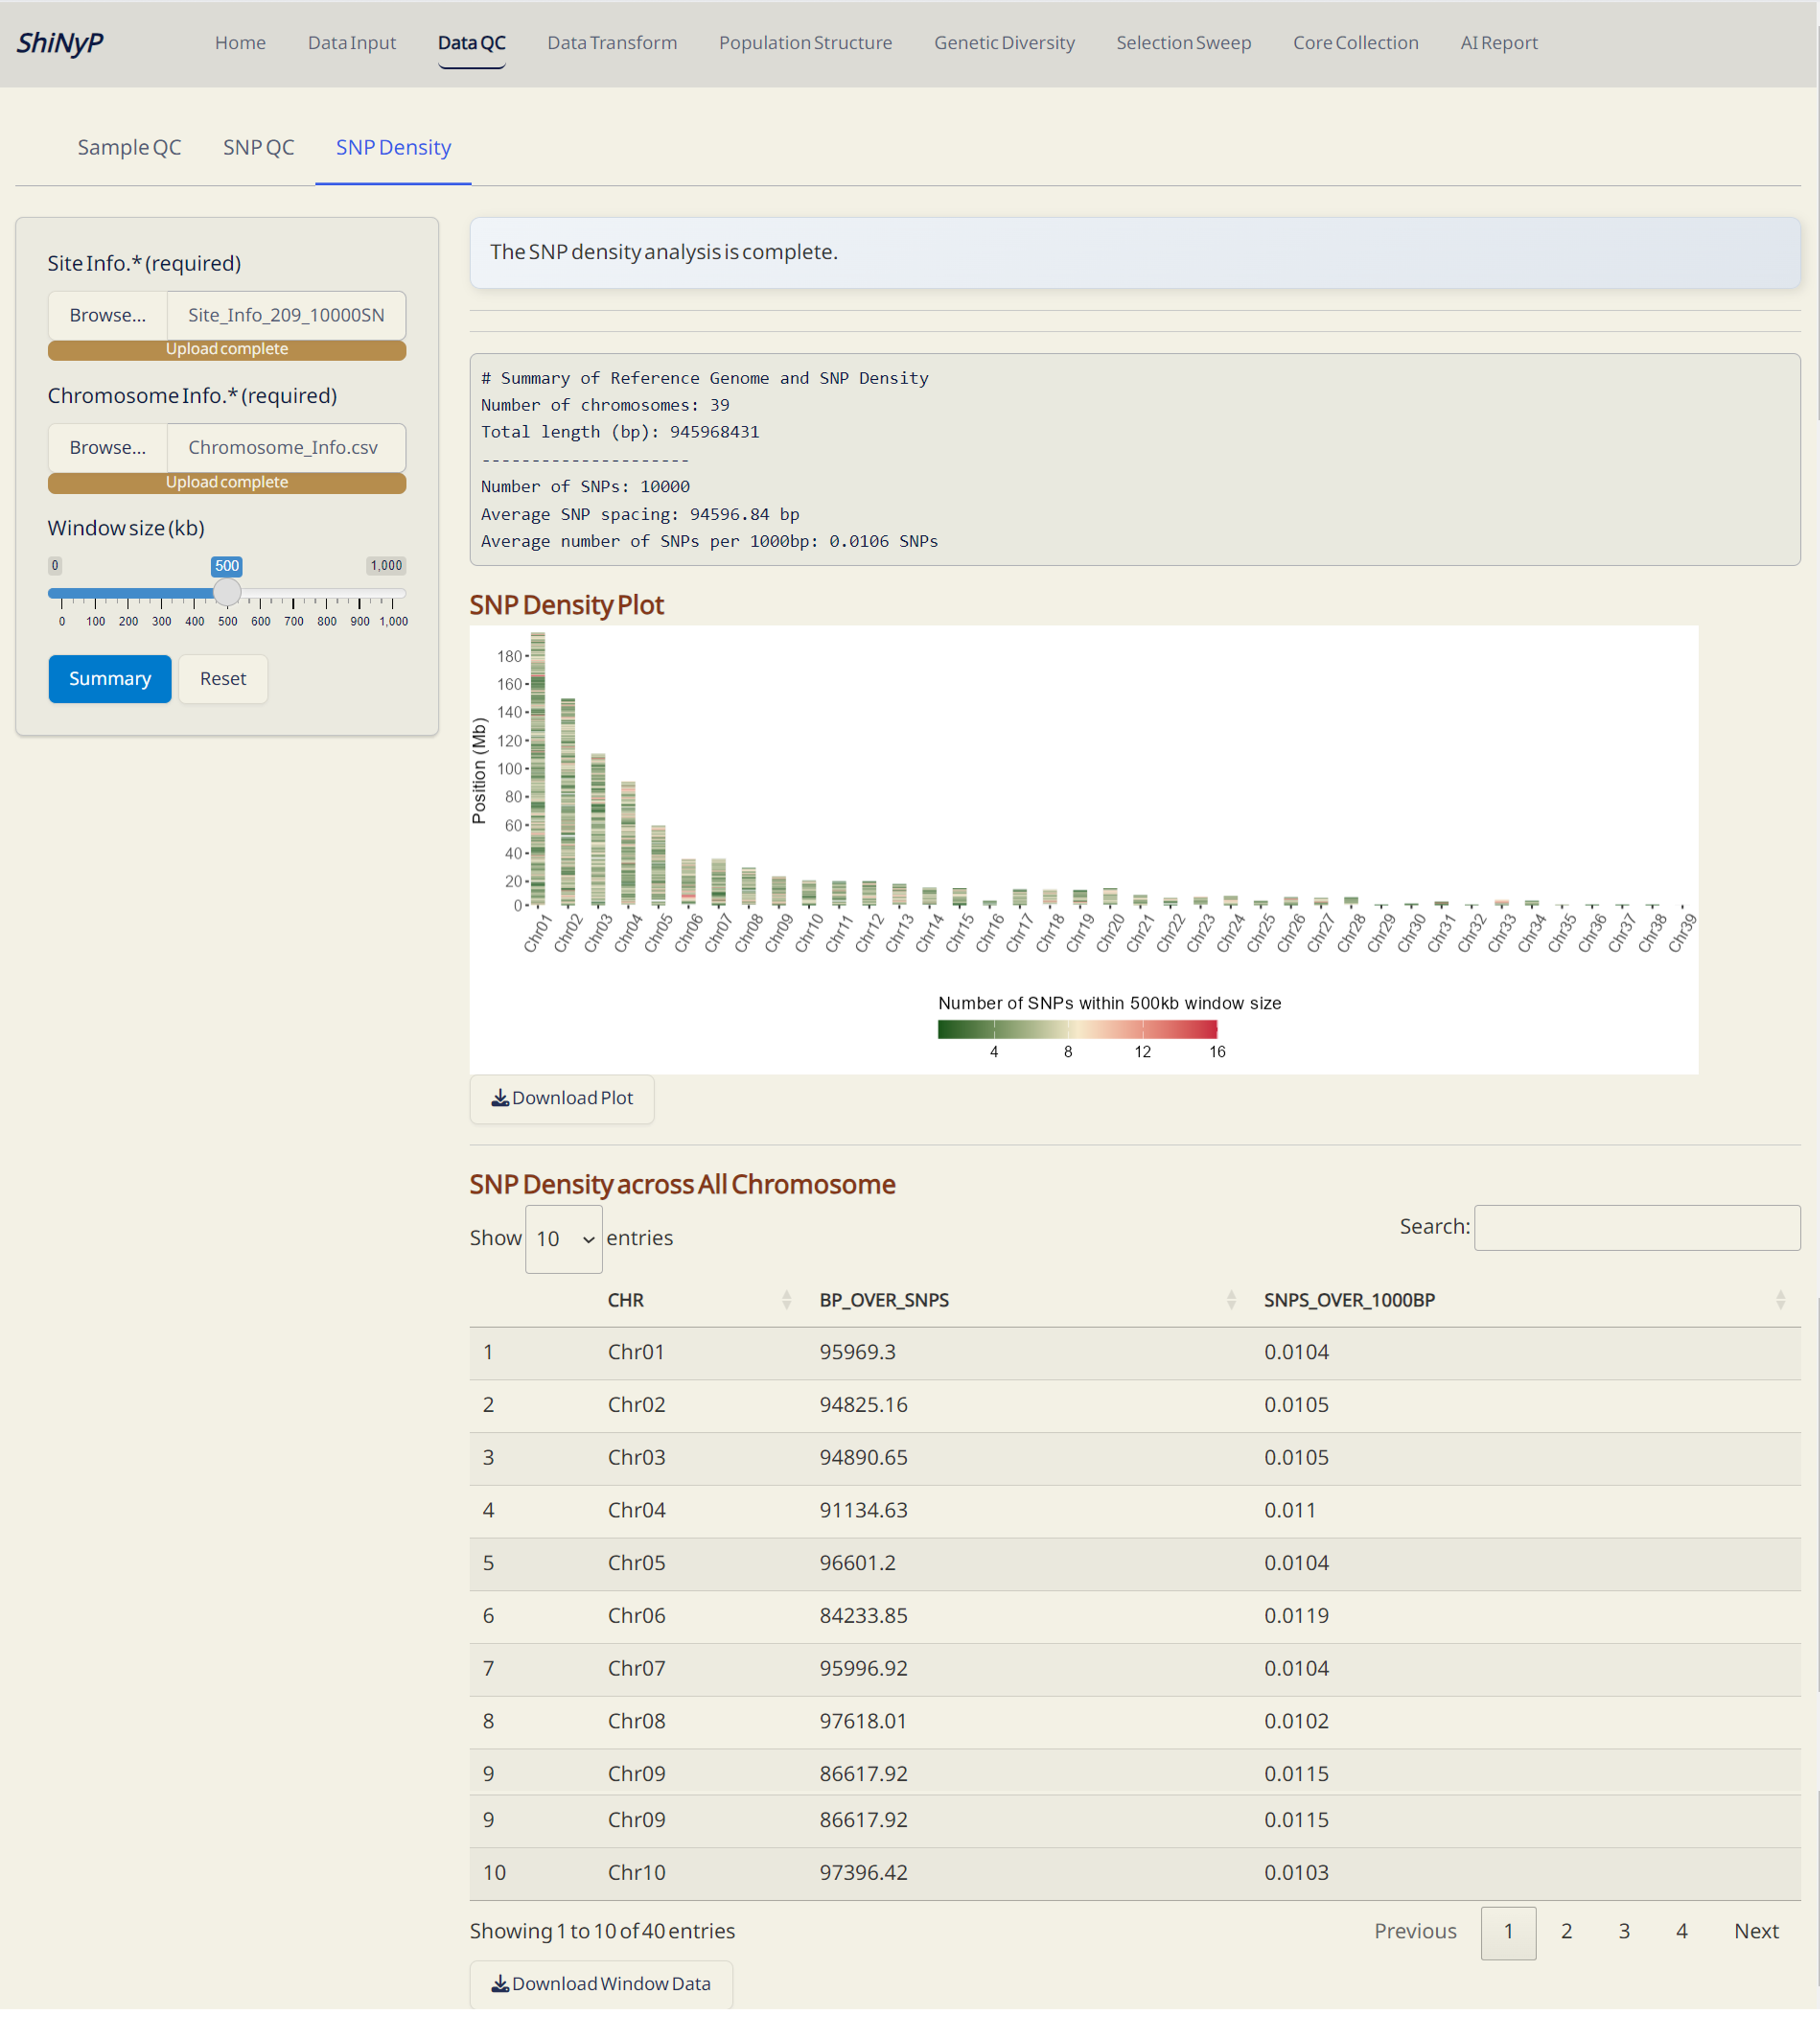 ShiNyP Home Data Input Data QC Data Transform Population Structure Genetic Diversity Selection Sweep Core Collection AI Report
Sample QC SNP QC SNP Density
Site Info.* (required)
Browse... Site_Info_209_10000SN
Upload complete
Chromosome Info.* (required)
Browse... Chromosome_Info.csv
Upload complete
Window size (kb)
0 500 1,000
0 100 200 300 400 500 600 700 800 900 1,000
Summary Reset
The SNP density analysis is complete.
# Summary of Reference Genome and SNP Density
Number of chromosomes: 39
Total length (bp): 945968431
---------------------
Number of SNPs: 10000
Average SNP spacing: 94596.84 bp
Average number of SNPs per 1000bp: 0.0106 SNPs
SNP Density Plot
Position (Mb)
180
160
140
120
100
80
60
40
20
0
Chr01 Chr02 Chr03 Chr04 Chr05 Chr06 Chr07 Chr08 Chr09 Chr10 Chr11 Chr12 Chr13 Chr14 Chr15 Chr16 Chr17 Chr18 Chr19 Chr20 Chr21 Chr22 Chr23 Chr24 Chr25 Chr26 Chr27 Chr28 Chr29 Chr30 Chr31 Chr32 Chr33 Chr34 Chr35 Chr36 Chr37 Chr38 Chr39
Number of SNPs within 500kb window size
4 8 12 16
Download Plot
SNP Density across All Chromosome
Show 10 entries Search:
CHR BP_OVER_SNPS SNPS_OVER_1000BP
1 Chr01 95969.3 0.0104
2 Chr02 94825.16 0.0105
3 Chr03 94890.65 0.0105
4 Chr04 91134.63 0.011
5 Chr05 96601.2 0.0104
6 Chr06 84233.85 0.0119
7 Chr07 95996.92 0.0104
8 Chr08 97618.01 0.0102
9 Chr09 86617.92 0.0115
9 Chr09 86617.92 0.0115
10 Chr10 97396.42 0.0103
Showing 1 to 10 of 40 entries Previous 1 2 3 4 Next
Download Window Data